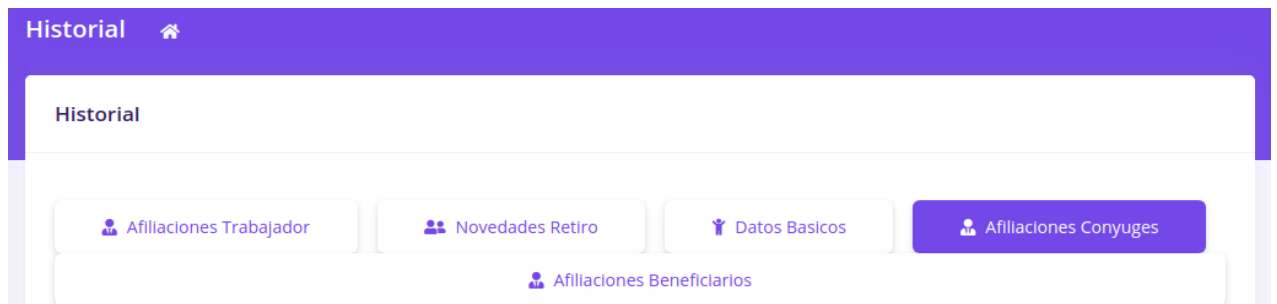 Historial
Historial
Afiliaciones Trabajador Novedades Retiro Datos Basicos Afiliaciones Conyuges
Afiliaciones Beneficiarios